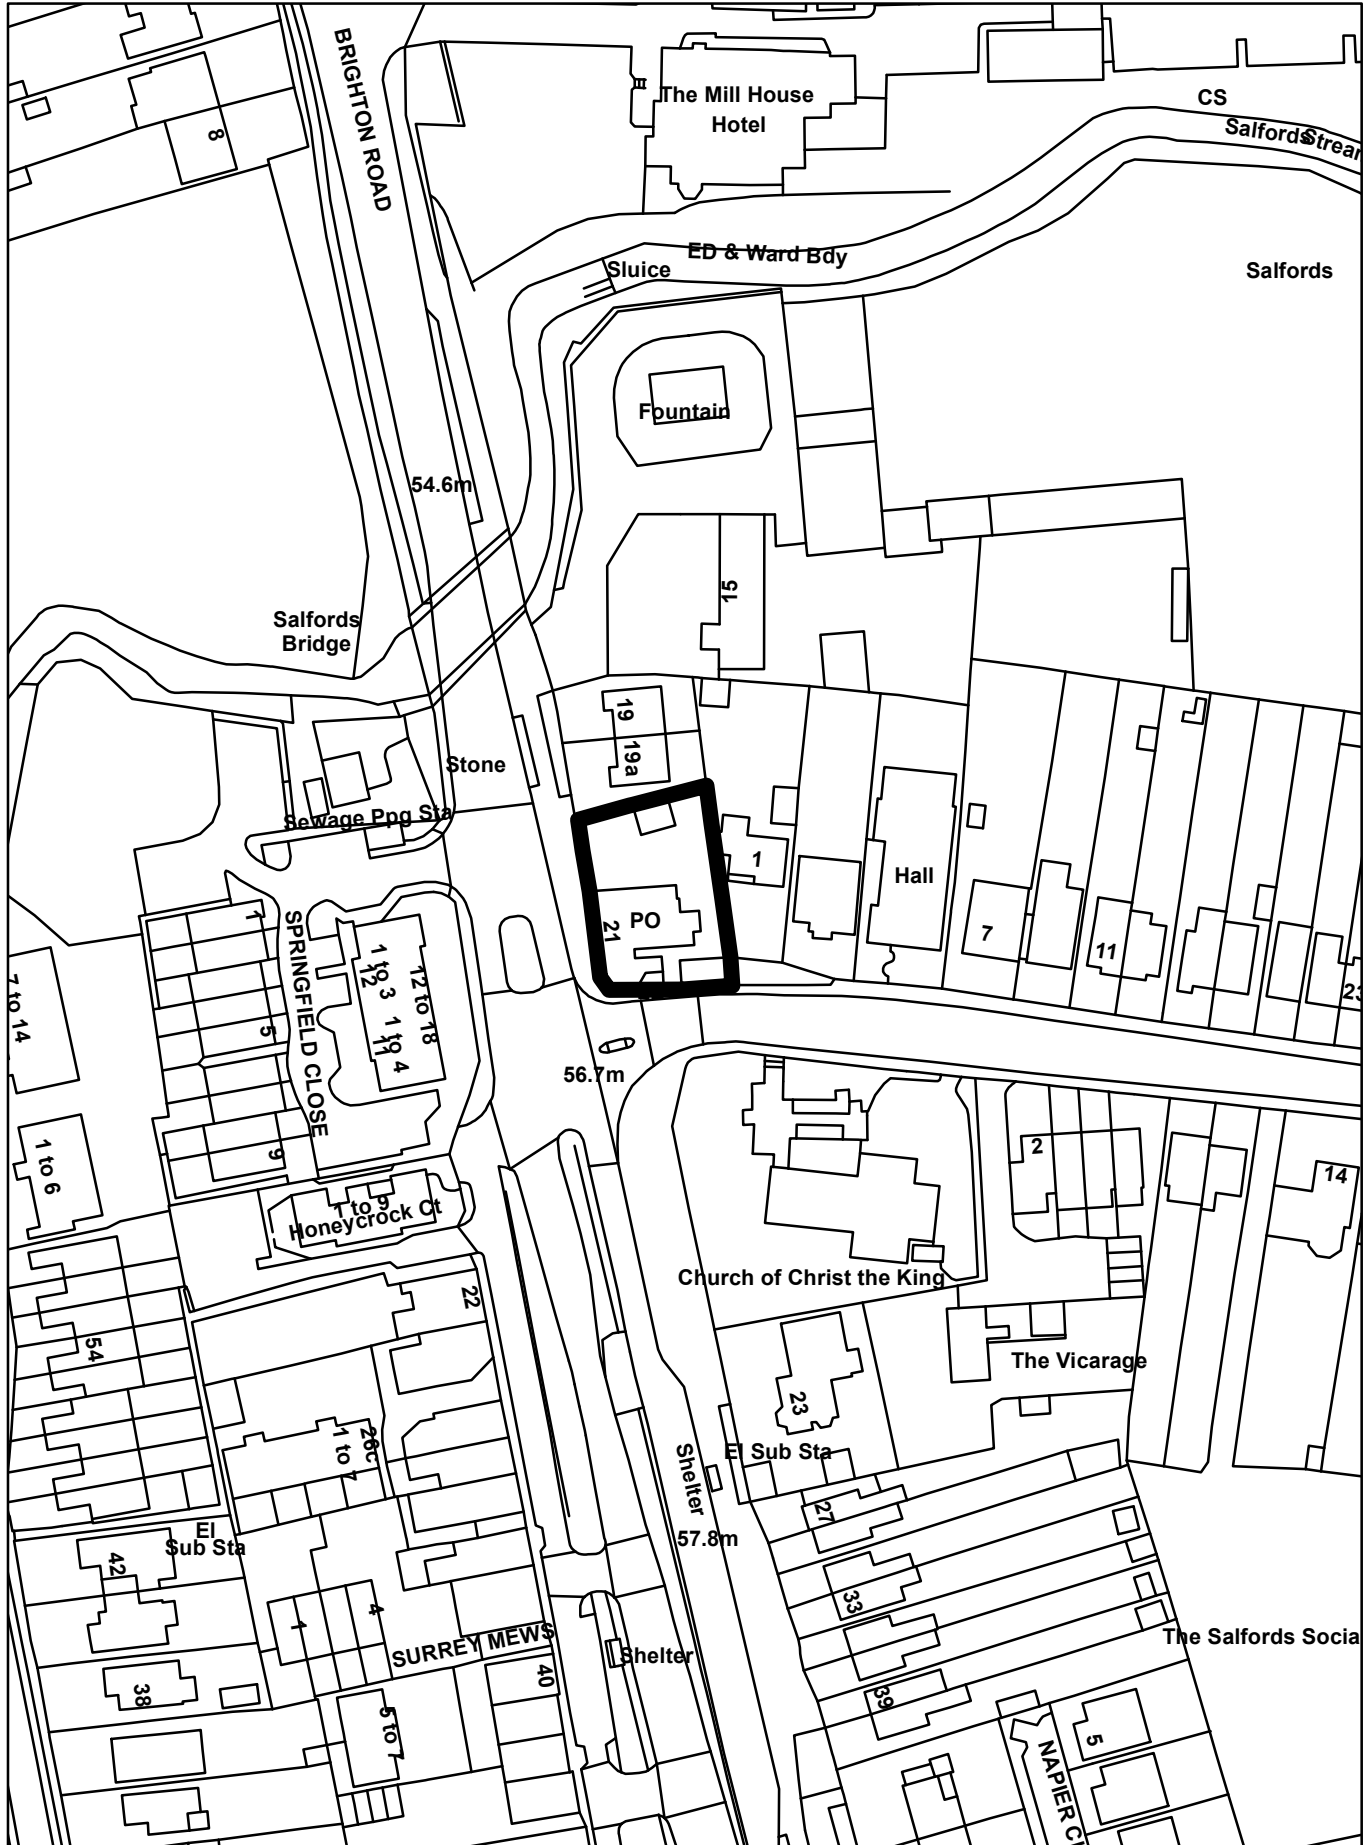 BRIGHTON ROAD
8
The Mill House
Hotel
CS
Salfords
ED & Ward Bdy
Sluice
Salfords
Fountain
54.6m
15
Salfords
Bridge
19
19a
Stone
Sewage Ppg Sta
1
Hall
PO
21
7
11
1
SPRINGFIELD CLOSE
1 to 3
12
12 to 18
7 to 14
5
1 to 4
11
56.7m
2
14
1 to 6
9
1 to 9
Honeycrock Ct
Church of Christ the King
22
54
The Vicarage
23
26c
1 to 7
Shelter
El Sub Sta
27
El
Sub Sta
57.8m
42
33
1
4
SURREY MEWS
Shelter
The Salfords Socia
40
38
39
5 to 7
5
NAPIER